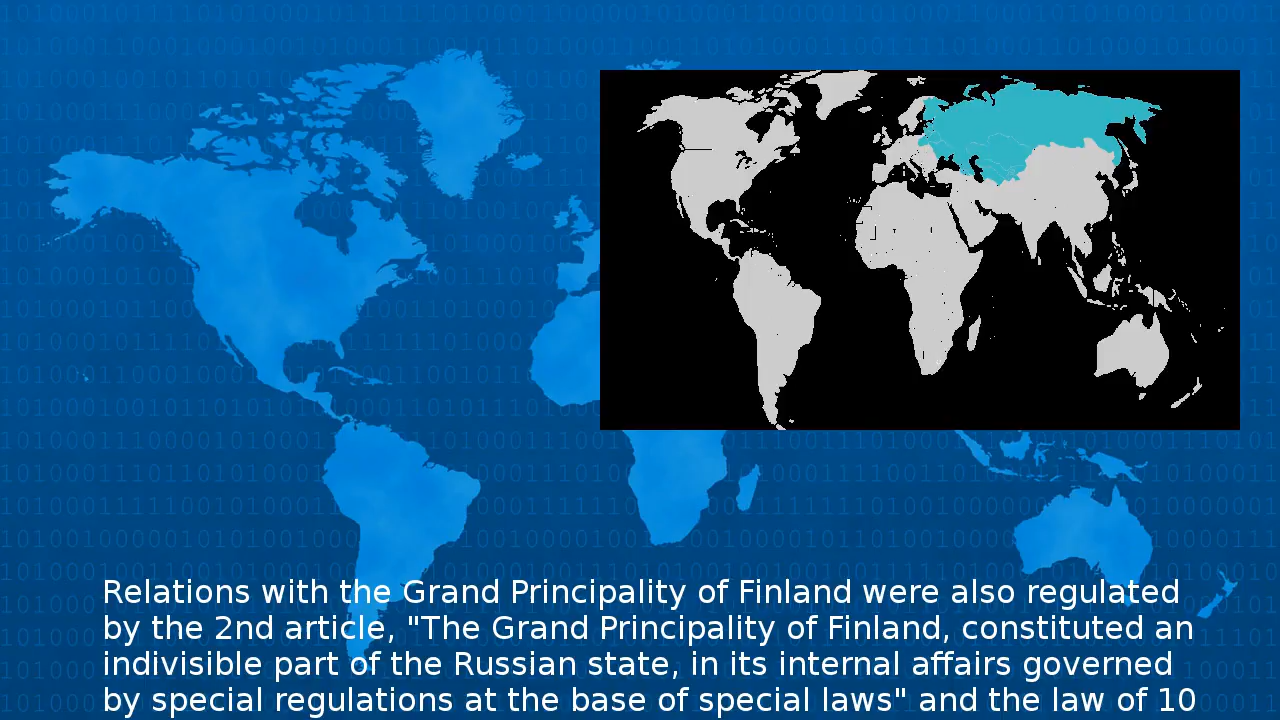 Relations with the Grand Principality of Finland were also regulated
by the 2nd article, "The Grand Principality of Finland, constituted an
indivisible part of the Russian state, in its internal affairs governed
by special regulations at the base of special laws" and the law of 10